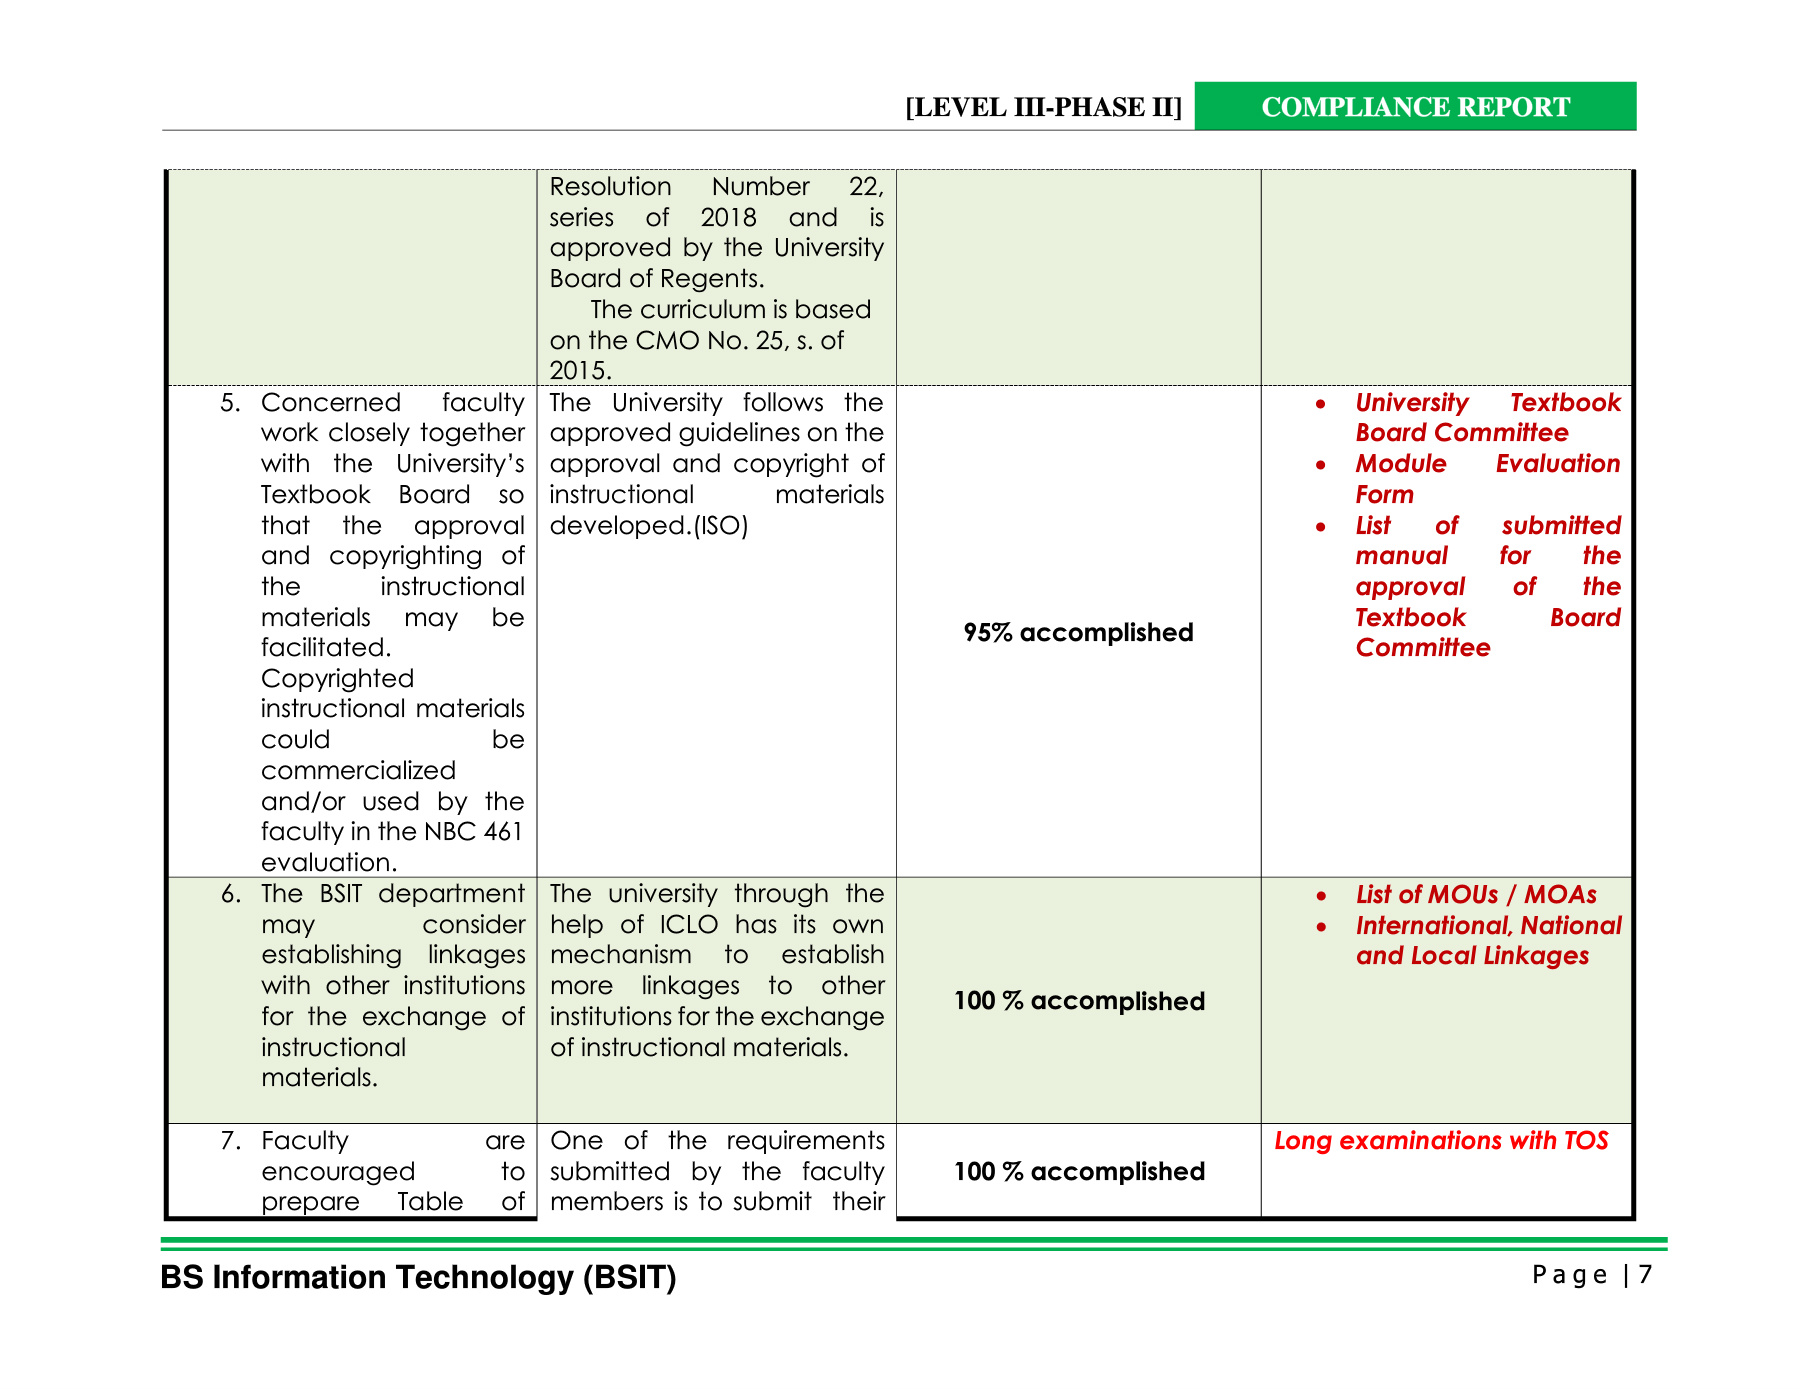 [LEVEL III-PHASE II] COMPLIANCE REPORT
Resolution Number 22,
series of 2018 and is
approved by the University
Board of Regents.
The curriculum is based
on the CMO No. 25, s. of
2015.
5. Concerned faculty
work closely together
with the University’s
Textbook Board so
that the approval
and copyrighting of
the instructional
materials may be
facilitated.
Copyrighted
instructional materials
could be
commercialized
and/or used by the
faculty in the NBC 461
evaluation.
The University follows the
approved guidelines on the
approval and copyright of
instructional materials
developed.(ISO)
95% accomplished
• University Textbook
Board Committee
• Module Evaluation
Form
• List of submitted
manual for the
approval of the
Textbook Board
Committee
6. The BSIT department
may consider
establishing linkages
with other institutions
for the exchange of
instructional
materials.
The university through the
help of ICLO has its own
mechanism to establish
more linkages to other
institutions for the exchange
of instructional materials.
100 % accomplished
• List of MOUs / MOAs
• International, National
and Local Linkages
7. Faculty are
encouraged to
prepare Table of
One of the requirements
submitted by the faculty
members is to submit their
100 % accomplished
Long examinations with TOS
BS Information Technology (BSIT)
Page | 7